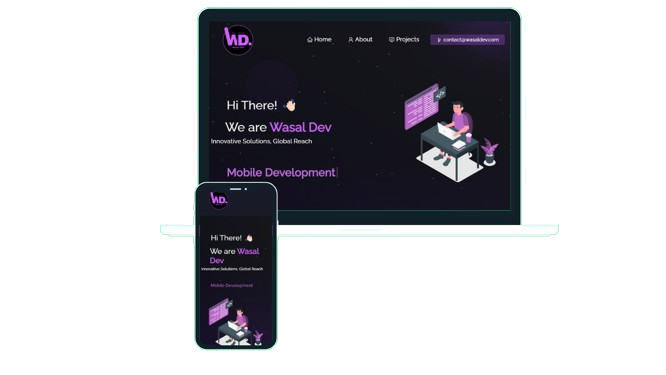 WD.
Home About Projects contact@wasaldev.com
Hi There!
We are Wasal Dev
Innovative Solutions, Global Reach
Mobile Development
WD.
Hi There!
We are Wasal
Dev
Innovative Solutions, Global Reach
Mobile Development